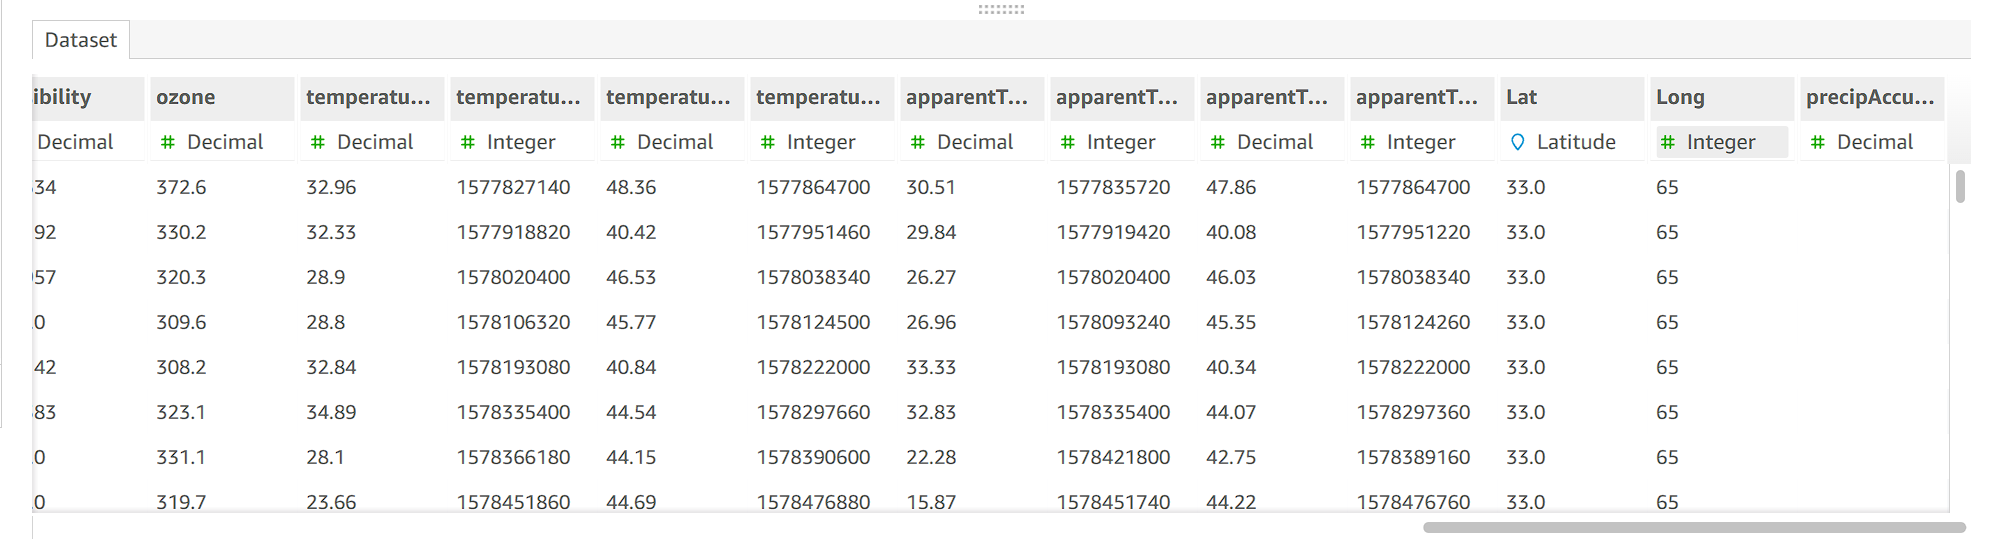 Dataset
ibility ozone temperatu... temperatu... temperatu... temperatu... apparentT... apparentT... apparentT... apparentT... Lat Long precipAccu...
Decimal # Decimal # Decimal # Integer # Decimal # Integer # Decimal # Integer # Decimal # Integer Latitude # Integer # Decimal
34 372.6 32.96 1577827140 48.36 1577864700 30.51 1577835720 47.86 1577864700 33.0 65
92 330.2 32.33 1577918820 40.42 1577951460 29.84 1577919420 40.08 1577951220 33.0 65
57 320.3 28.9 1578020400 46.53 1578038340 26.27 1578020400 46.03 1578038340 33.0 65
0 309.6 28.8 1578106320 45.77 1578124500 26.96 1578093240 45.35 1578124260 33.0 65
42 308.2 32.84 1578193080 40.84 1578222000 33.33 1578193080 40.34 1578222000 33.0 65
83 323.1 34.89 1578335400 44.54 1578297660 32.83 1578335400 44.07 1578297360 33.0 65
0 331.1 28.1 1578366180 44.15 1578390600 22.28 1578421800 42.75 1578389160 33.0 65
0 319.7 23.66 1578451860 44.69 1578476880 15.87 1578451740 44.22 1578476760 33.0 65